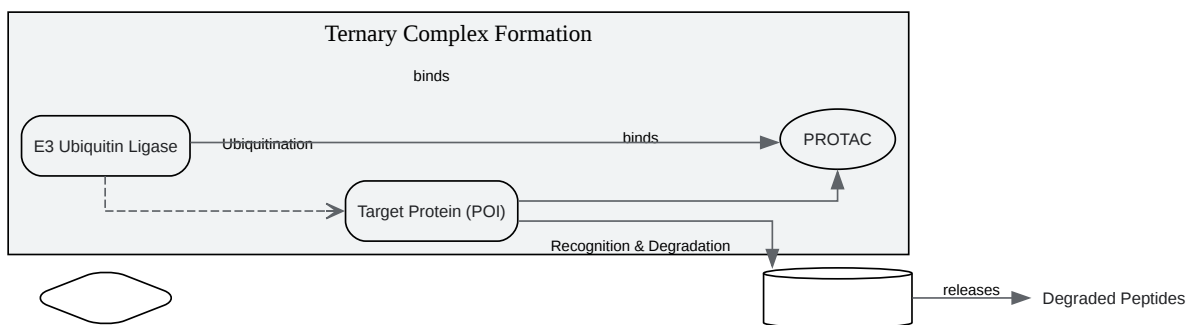 Ternary Complex Formation
binds
E3 Ubiquitin Ligase
Ubiquitination
binds
PROTAC
Target Protein (POI)
Recognition & Degradation
releases
Degraded Peptides